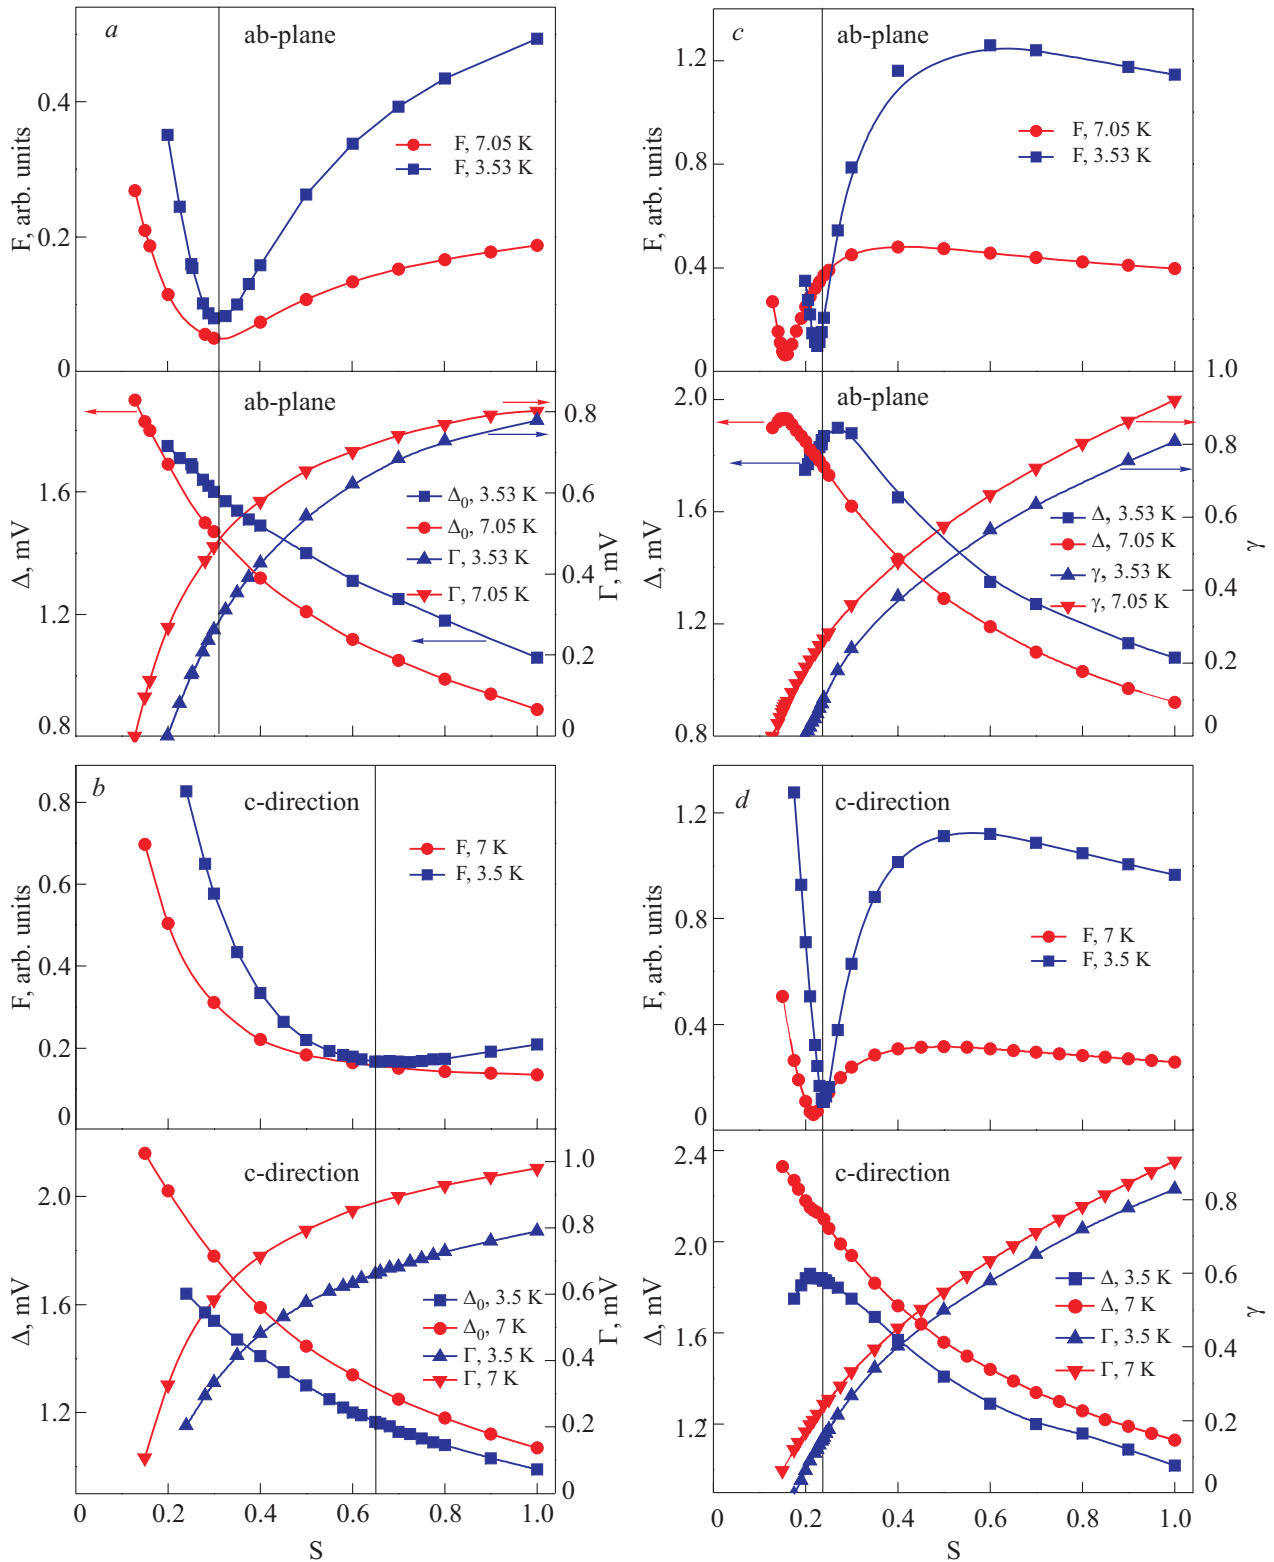 a
ab-plane
F, arb. units
0.4
0.2
0
F, 7.05 K
F, 3.53 K
ab-plane
Δ, mV
1.6
1.2
0.8
0.8
0.6
0.4
0.2
0
Γ, mV
Δ₀, 3.53 K
Δ₀, 7.05 K
Γ, 3.53 K
Γ, 7.05 K
b
c-direction
F, arb. units
0.8
0.6
0.4
0.2
0
F, 7 K
F, 3.5 K
c-direction
Δ, mV
2.0
1.6
1.2
1.0
0.8
0.6
0.4
0.2
0
Γ, mV
Δ₀, 3.5 K
Δ₀, 7 K
Γ, 3.5 K
Γ, 7 K
0 0.2 0.4 0.6 0.8 1.0
S
c
ab-plane
F, arb. units
1.2
0.8
0.4
0
F, 7.05 K
F, 3.53 K
ab-plane
Δ, mV
2.0
1.6
1.2
0.8
1.0
0.8
0.6
0.4
0.2
0
γ
Δ, 3.53 K
Δ, 7.05 K
γ, 3.53 K
γ, 7.05 K
d
c-direction
F, arb. units
1.2
0.8
0.4
0
F, 7 K
F, 3.5 K
c-direction
Δ, mV
2.4
2.0
1.6
1.2
0.8
0.6
0.4
0.2
0
γ
Δ, 3.5 K
Δ, 7 K
Γ, 3.5 K
Γ, 7 K
0 0.2 0.4 0.6 0.8 1.0
S